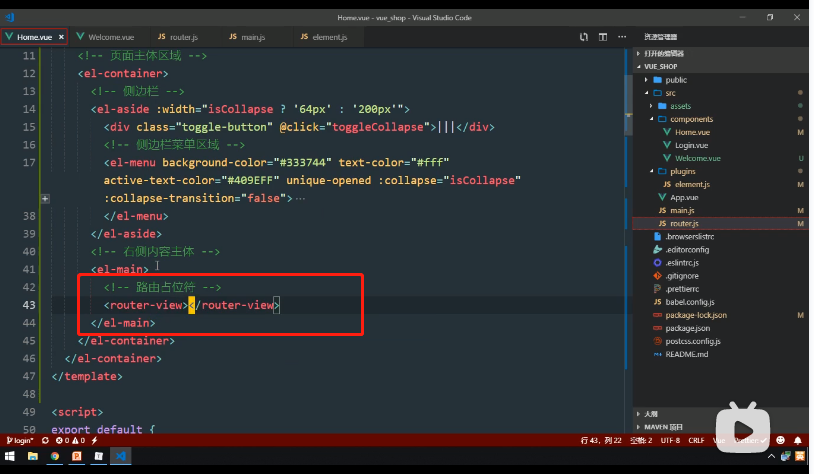 Home.vue - vue_shop - Visual Studio Code
Home.vue × Welcome.vue router.js main.js element.js
资源管理器
11 <!-- 页面主体区域 -->
12 <el-container>
13 <!-- 侧边栏 -->
14 <el-aside :width="isCollapse ? '64px' : '200px'">
15 <div class="toggle-button" @click="toggleCollapse">|||</div>
16 <!-- 侧边栏菜单区域 -->
17 <el-menu background-color="#333744" text-color="#fff"
active-text-color="#409EFF" unique-opened :collapse="isCollapse"
:collapse-transition="false"> ⋯
38 </el-menu>
39 </el-aside>
40 <!-- 右侧内容主体 -->
41 <el-main>
42 <!-- 路由占位符 -->
43 <router-view></router-view>
44 </el-main>
45 </el-container>
46 </el-container>
47 </template>
48
49 <script>
50 export default {
打开的编辑器
VUE_SHOP
public
src
assets
components
Home.vue M
Login.vue
Welcome.vue U
plugins
element.js M
App.vue
main.js M
router.js M
.browserslistrc
.editorconfig
.eslintrc.js
.gitignore
.prettierrc
babel.config.js
package-lock.json M
package.json
postcss.config.js
README.md
大纲
MAVEN 项目
login* 0 0 行 43，列 22 空格: 2 UTF-8 CRLF Vue